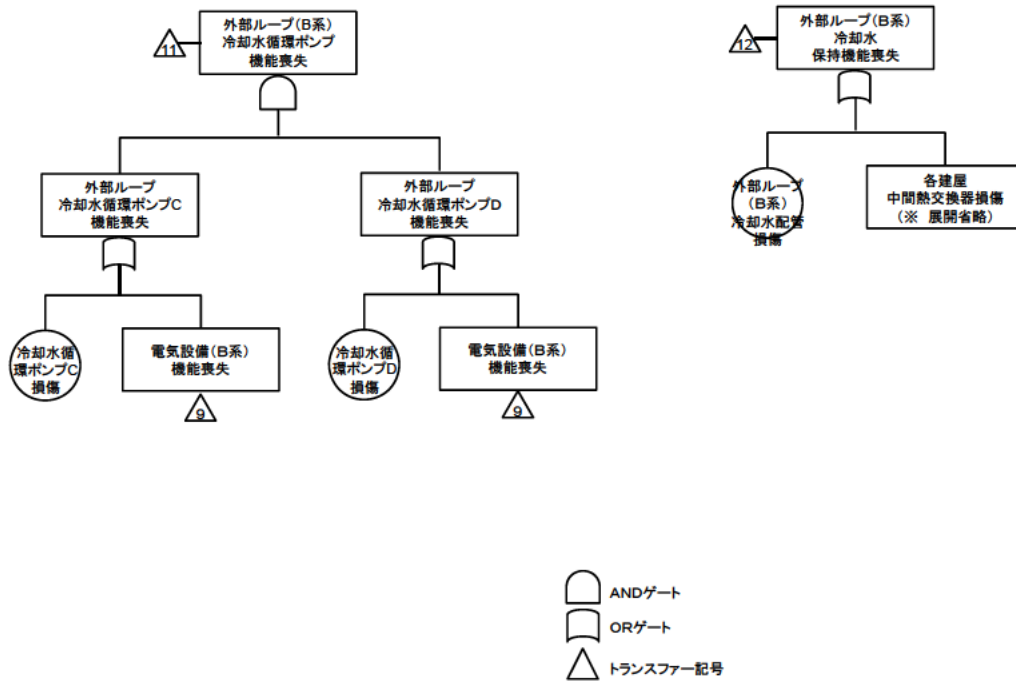 外部ループ(B系)
冷却水循環ポンプ
機能喪失
11
外部ループ(B系)
冷却水
保持機能喪失
12
外部ループ
冷却水循環ポンプC
機能喪失
外部ループ
冷却水循環ポンプD
機能喪失
外部ループ
(B系)
冷却水配管
損傷
各建屋
中間熱交換器損傷
(※ 展開省略)
冷却水循
環ポンプC
損傷
電気設備(B系)
機能喪失
9
冷却水循
環ポンプD
損傷
電気設備(B系)
機能喪失
9
ANDゲート
ORゲート
トランスファー記号